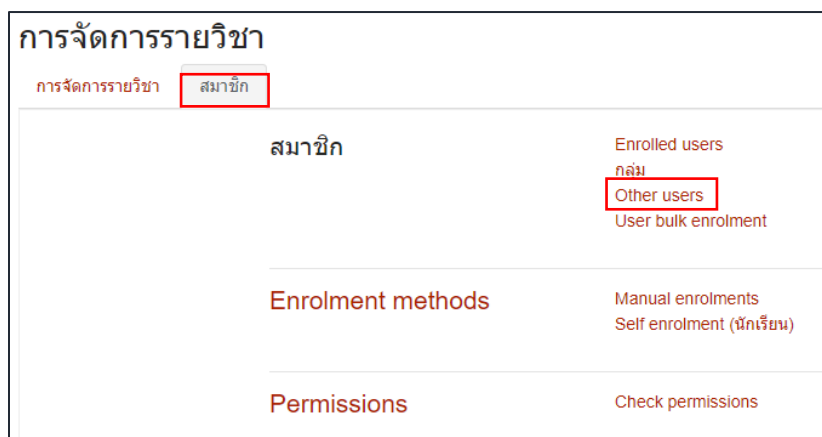 การจัดการรายวิชา
การจัดการรายวิชา สมาชิก
สมาชิก Enrolled users
กลุ่ม
Other users
User bulk enrolment
Enrolment methods Manual enrolments
Self enrolment (นักเรียน)
Permissions Check permissions